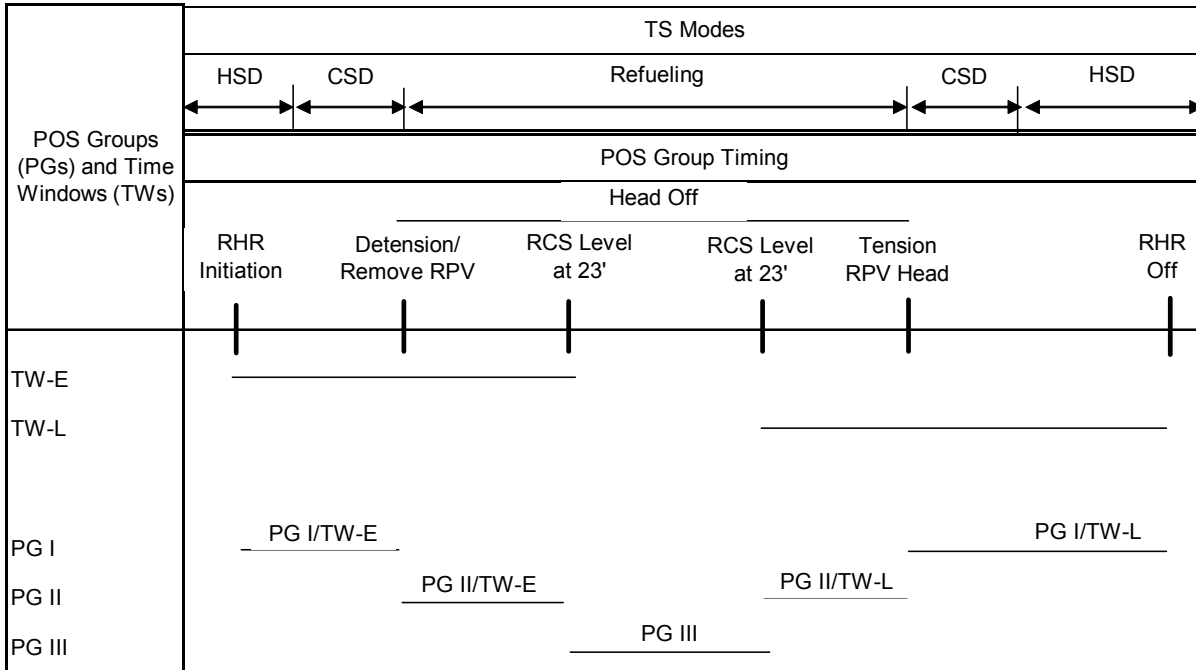 TS Modes
HSD CSD Refueling CSD HSD
POS Groups
(PGs) and Time
Windows (TWs)
POS Group Timing
Head Off
RHR
Initiation
Detension/
Remove RPV
RCS Level
at 23'
RCS Level
at 23'
Tension
RPV Head
RHR
Off
TW-E
TW-L
PG I
PG I/TW-E
PG I/TW-L
PG II
PG II/TW-E
PG II/TW-L
PG III
PG III